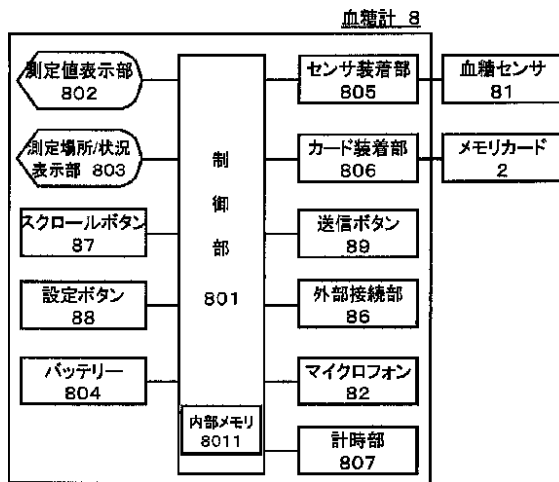 血糖計 8
測定値表示部
802
測定場所/状況
表示部 803
スクロールボタン
87
設定ボタン
88
バッテリー
804
制
御
部
801
内部メモリ
8011
センサ装着部
805
カード装着部
806
送信ボタン
89
外部接続部
86
マイクロフォン
82
計時部
807
血糖センサ
81
メモリカード
2